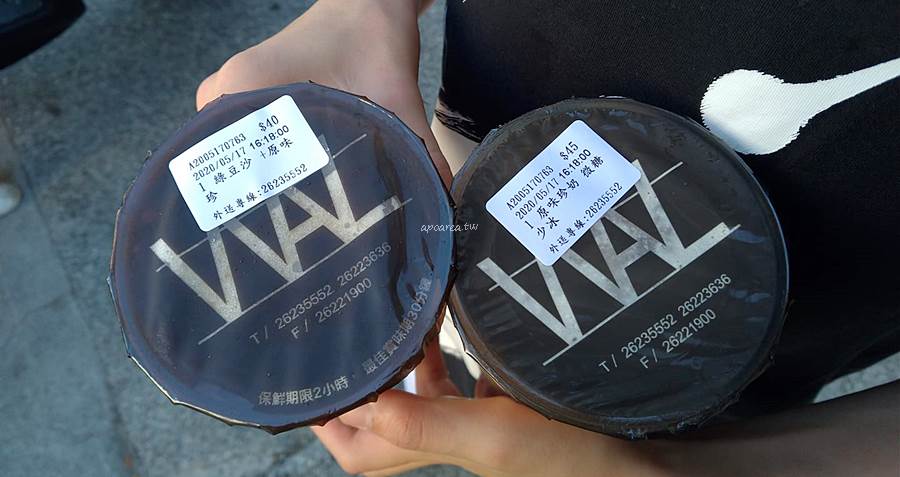 A2005170763 $40
2020/05/17 16:18:00
1 綠豆沙 +原味
珍
外送專線:26235552
T/ 26235552 26223636
F/ 26221900
保鮮期限2小時, 最佳賞味期30分鐘
A2005170763 $45
2020/05/17 16:18:00
1 原味珍奶 微糖
少冰
外送專線:26235552
T/ 26235552 26223636
F/ 26221900
apoarea.tw